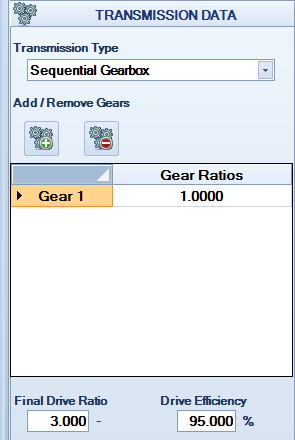 TRANSMISSION DATA
Transmission Type
Sequential Gearbox
Add / Remove Gears
Gear Ratios
Gear 1 1.0000
Final Drive Ratio Drive Efficiency
3.000 - 95.000 %